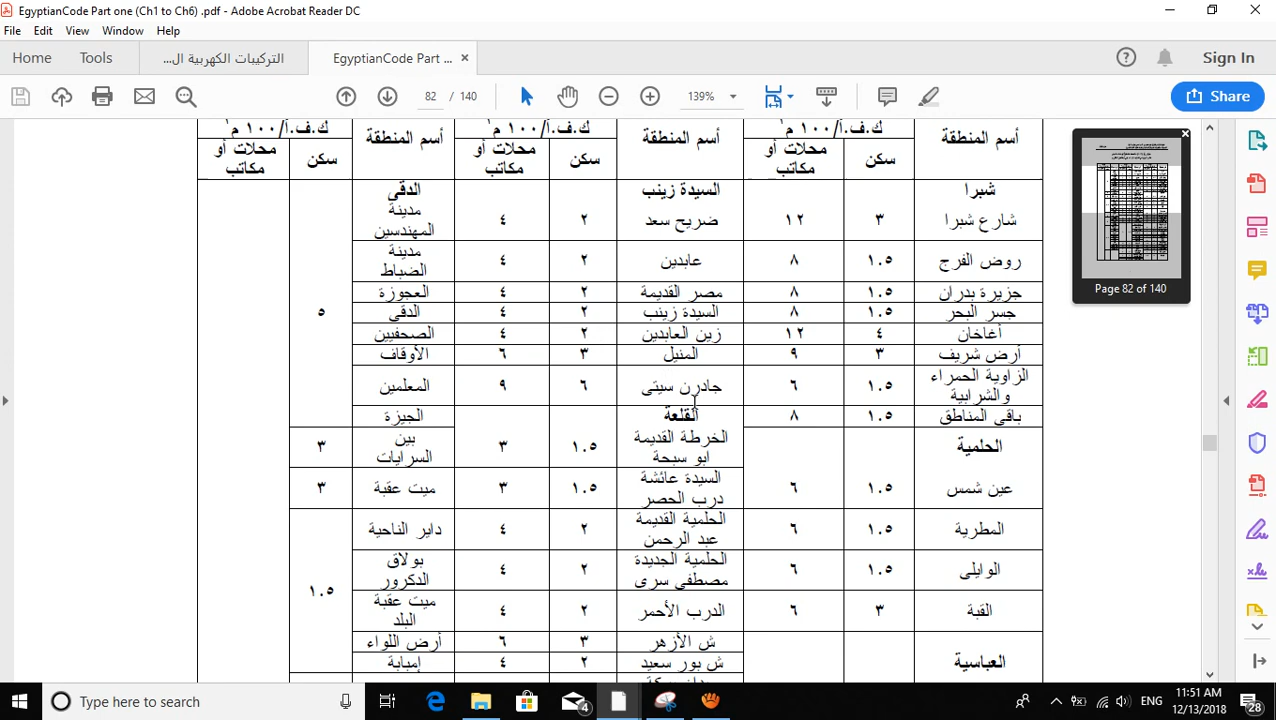 EgyptianCode Part one (Ch1 to Ch6) .pdf - Adobe Acrobat Reader DC
File Edit View Window Help
Home Tools التركيبات الكهربية ال... EgyptianCode Part ... × Sign In
82 / 140 139% Share
أسم المنطقة ك.ف.أ/١٠٠ م٢ أسم المنطقة ك.ف.أ/١٠٠ م٢ أسم المنطقة ك.ف.أ/١٠٠ م٢
سكن محلات أو مكاتب سكن محلات أو مكاتب سكن محلات أو مكاتب
شبرا السيدة زينب الدقى
شارع شبرا ٣ ١٢ ضريح سعد ٢ ٤ مدينة المهندسين
روض الفرج ١.٥ ٨ عابدين ٢ ٤ مدينة الضباط
جزيرة بدران ١.٥ ٨ مصر القديمة ٢ ٤ العجوزة ٥
جسر البحر ١.٥ ٨ السيدة زينب ٢ ٤ الدقى
أغاخان ٤ ١٢ زين العابدين ٢ ٤ الصحفيين
أرض شريف ٣ ٩ المنيل ٣ ٦ الأوقاف
الزاوية الحمراء والشرابية ١.٥ ٦ جادرن سيتى ٦ ٩ المعلمين
باقى المناطق ١.٥ ٨ القلعة الجيزة
الحلمية الخرطة القديمة ابو سبحة ١.٥ ٣ بين السرايات ٣
عين شمس ١.٥ ٦ السيدة عائشة درب الحصر ١.٥ ٣ ميت عقبة ٣
المطرية ١.٥ ٦ الحلمية القديمة عبد الرحمن ٢ ٤ داير الناحية
الوايلى ١.٥ ٦ الحلمية الجديدة مصطفى سرى ٢ ٤ بولاق الدكرور ١.٥
القبة ٣ ٦ الدرب الأحمر ٢ ٤ ميت عقبة البلد
ش الأزهر ٣ ٦ أرض اللواء
العباسية ش بور سعيد ٢ ٤ إمبابة
Page 82 of 140
Type here to search
4
ENG
11:51 AM
12/13/2018
28